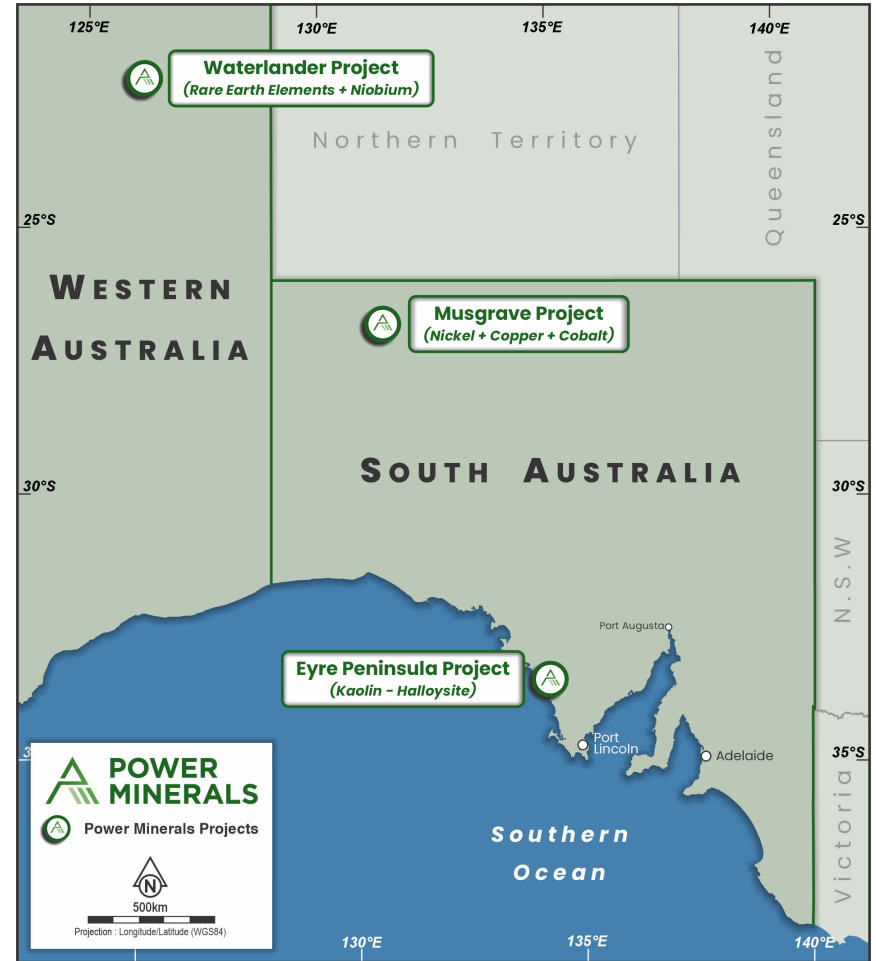 125°E
130°E
135°E
140°E
Waterlander Project
(Rare Earth Elements + Niobium)
Northern Territory
Queensland
25°S
25°S
WESTERN
AUSTRALIA
Musgrave Project
(Nickel + Copper + Cobalt)
SOUTH AUSTRALIA
30°S
30°S
N.S.W
Port Augusta
Eyre Peninsula Project
(Kaolin - Halloysite)
Port
Lincoln
Adelaide
35°S
POWER
MINERALS
Power Minerals Projects
N
500km
Projection : Longitude/Latitude (WGS84)
Southern
Ocean
Victoria
130°E
135°E
140°E